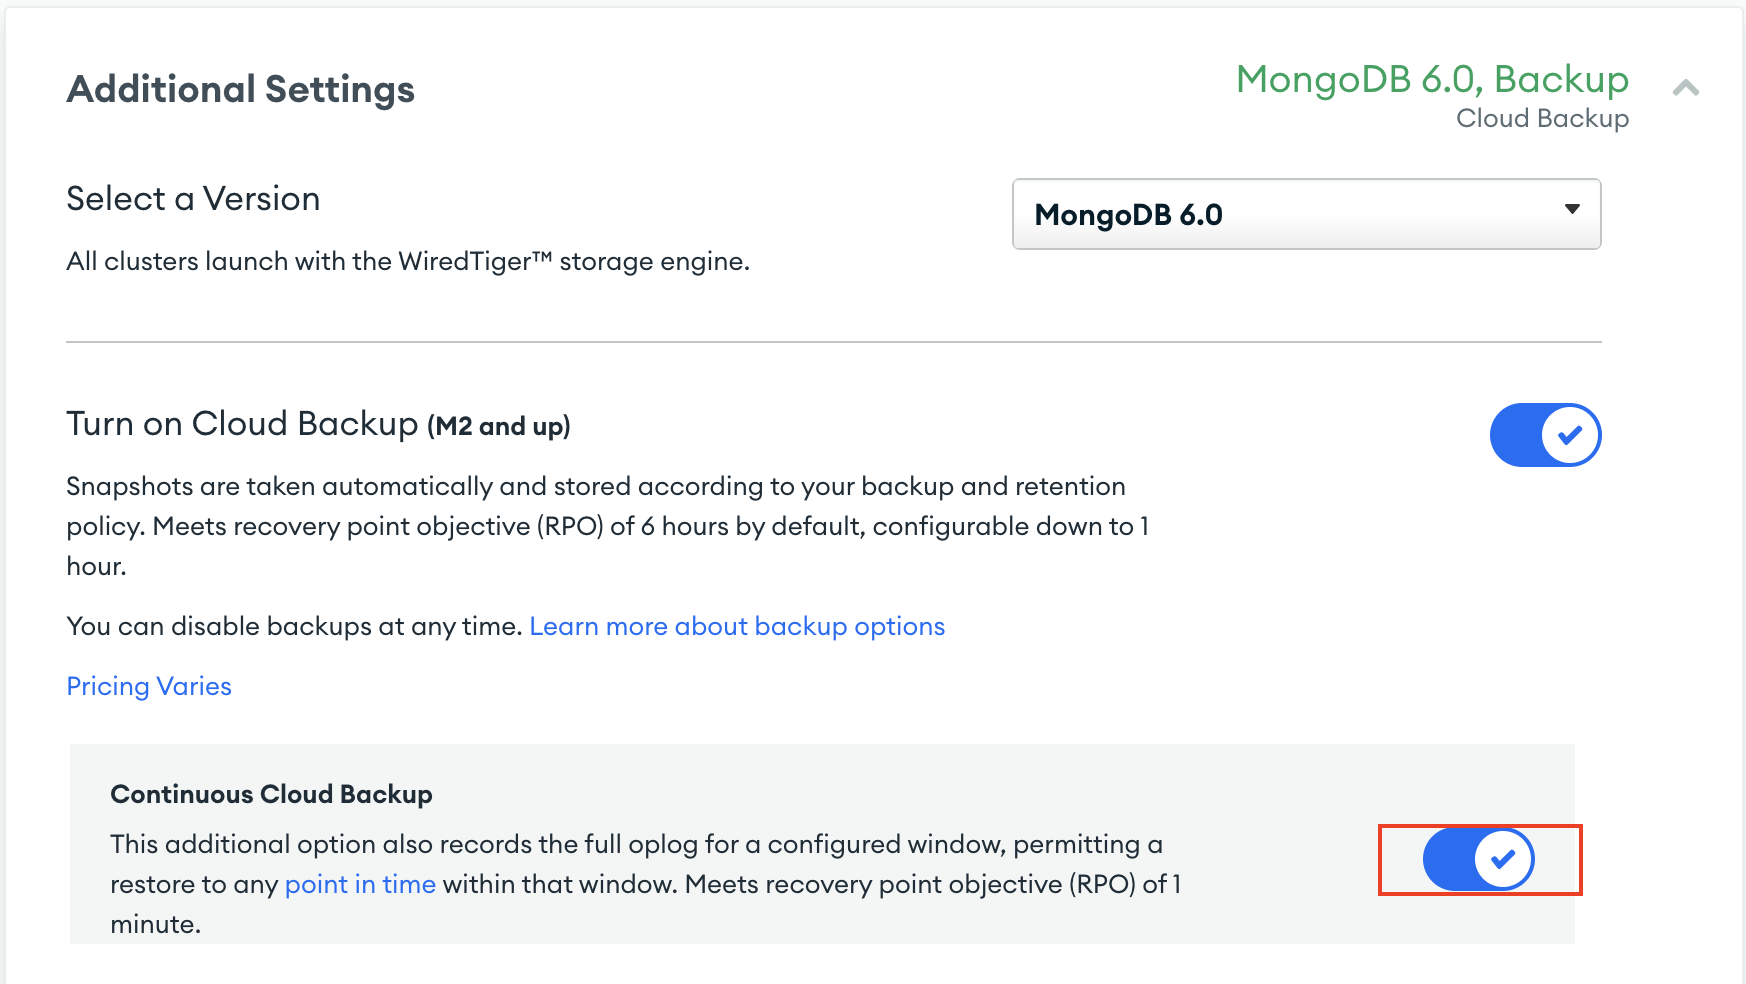 Additional Settings
MongoDB 6.0, Backup
Cloud Backup
Select a Version
MongoDB 6.0
All clusters launch with the WiredTiger™ storage engine.
Turn on Cloud Backup (M2 and up)
Snapshots are taken automatically and stored according to your backup and retention
policy. Meets recovery point objective (RPO) of 6 hours by default, configurable down to 1
hour.
You can disable backups at any time. Learn more about backup options
Pricing Varies
Continuous Cloud Backup
This additional option also records the full oplog for a configured window, permitting a
restore to any point in time within that window. Meets recovery point objective (RPO) of 1
minute.